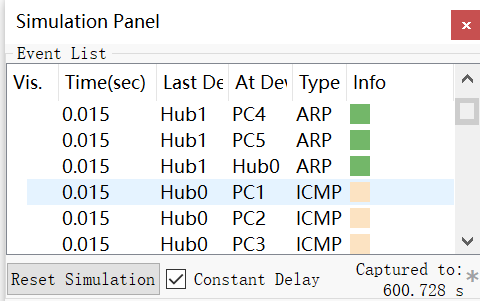 Simulation Panel
Event List
Vis. Time(sec) Last De At Dev Type Info
0.015 Hub1 PC4 ARP
0.015 Hub1 PC5 ARP
0.015 Hub1 Hub0 ARP
0.015 Hub0 PC1 ICMP
0.015 Hub0 PC2 ICMP
0.015 Hub0 PC3 ICMP
Reset Simulation Constant Delay Captured to:
600.728 s